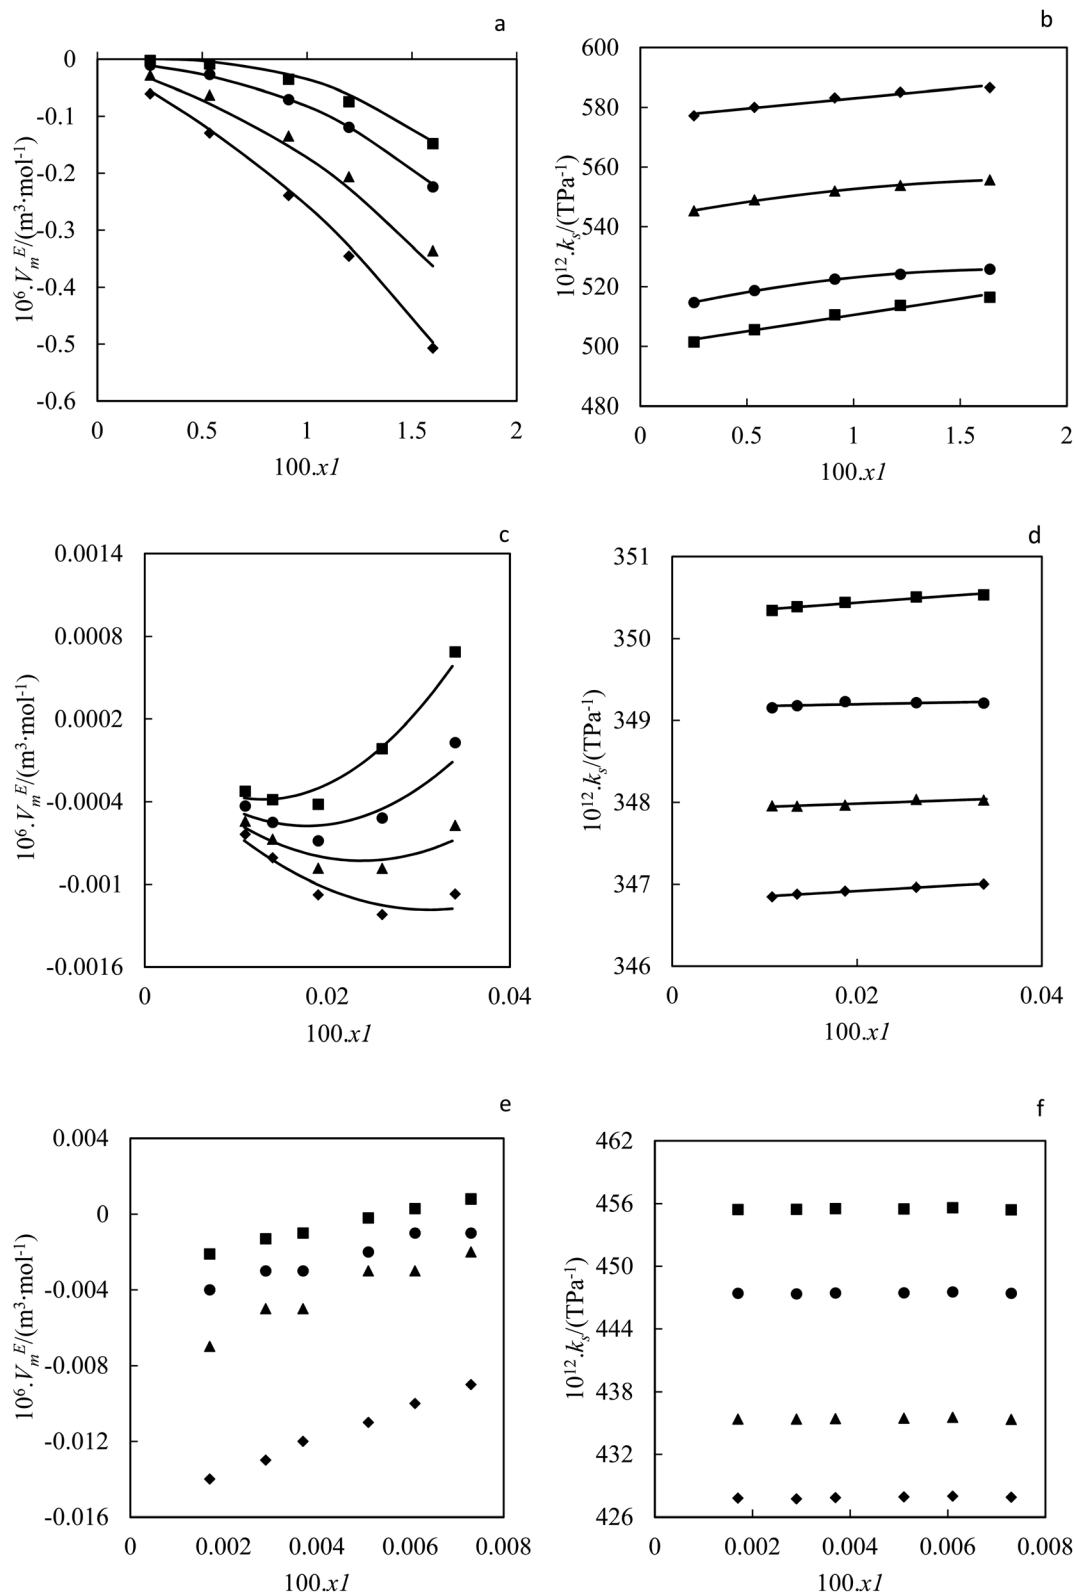 a
0
-0.1
-0.2
-0.3
-0.4
-0.5
-0.6
10⁶.Vₘᴱ/(m³·mol⁻¹)
0 0.5 1 1.5 2
100.x1
b
600
580
560
540
520
500
480
10¹².kₛ/(TPa⁻¹)
0 0.5 1 1.5 2
100.x1
c
0.0014
0.0008
0.0002
-0.0004
-0.001
-0.0016
10⁶.Vₘᴱ/(m³·mol⁻¹)
0 0.02 0.04
100.x1
d
351
350
349
348
347
346
10¹².kₛ/(TPa⁻¹)
0 0.02 0.04
100.x1
e
0.004
0
-0.004
-0.008
-0.012
-0.016
10⁶.Vₘᴱ/(m³·mol⁻¹)
0 0.002 0.004 0.006 0.008
100.x1
f
462
456
450
444
438
432
426
10¹².kₛ/(TPa⁻¹)
0 0.002 0.004 0.006 0.008
100.x1